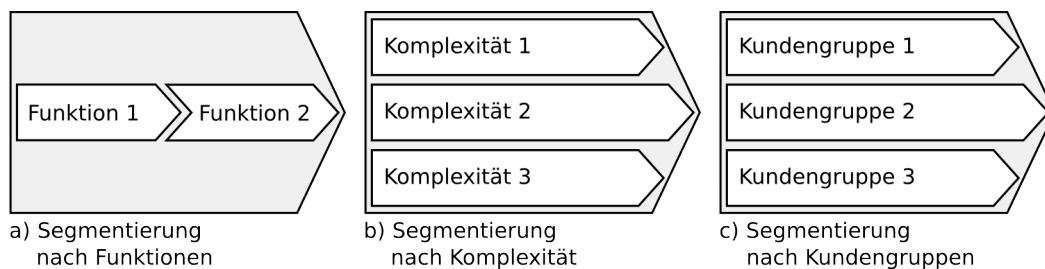 Funktion 1
Funktion 2
a) Segmentierung
nach Funktionen
Komplexität 1
Komplexität 2
Komplexität 3
b) Segmentierung
nach Komplexität
Kundengruppe 1
Kundengruppe 2
Kundengruppe 3
c) Segmentierung
nach Kundengruppen